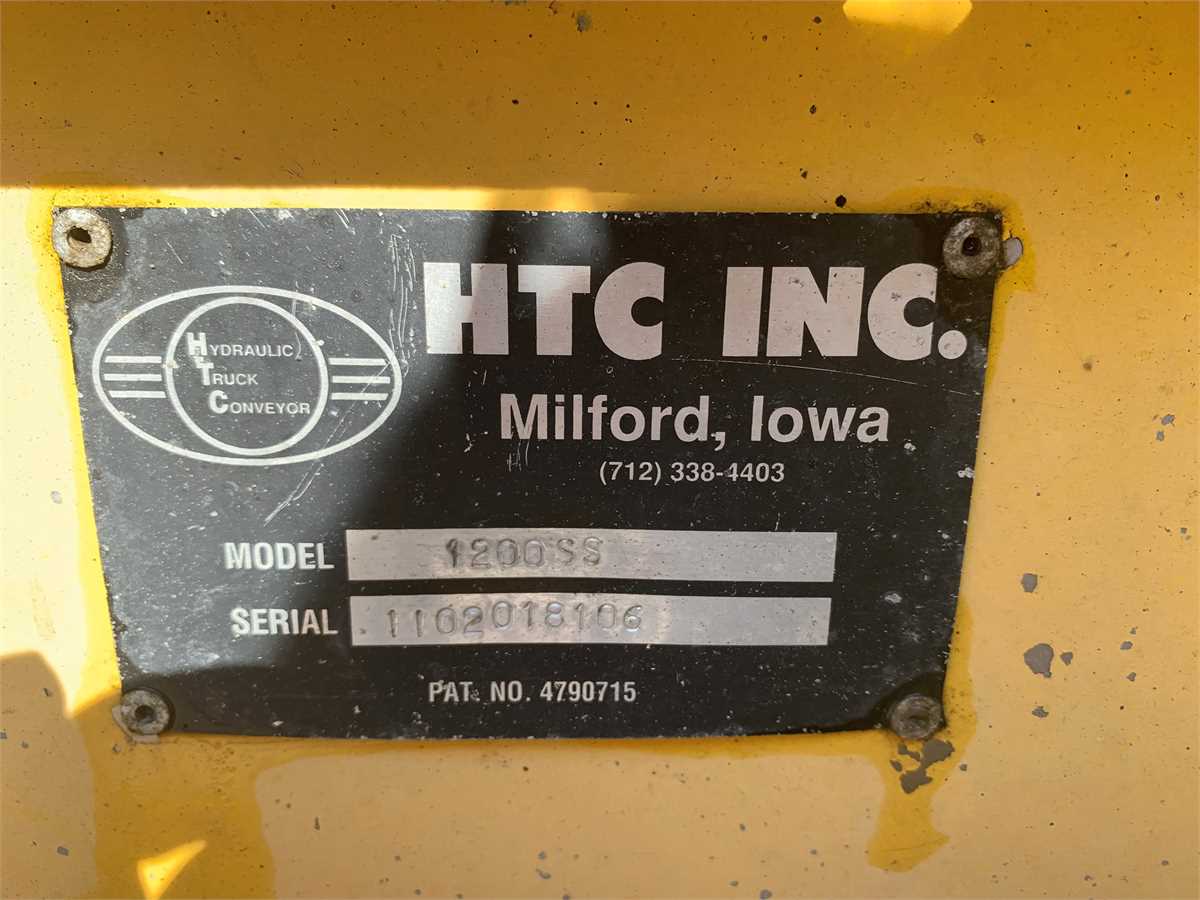 HYDRAULIC
TRUCK
CONVEYOR
HTC INC.
Milford, Iowa
(712) 338-4403
MODEL 1200SS
SERIAL 1102018106
PAT. NO. 4790715